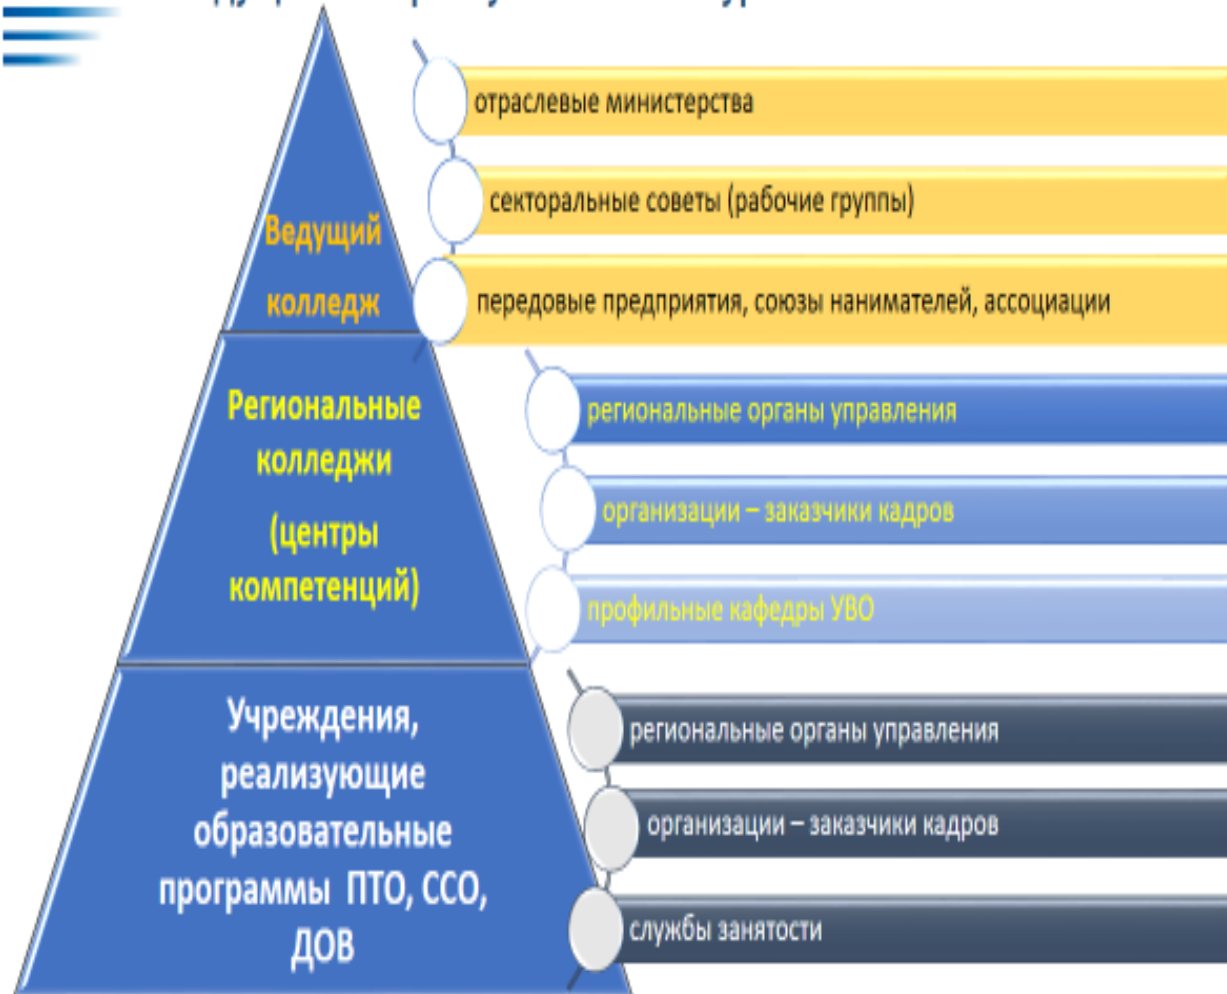 Ведущий
колледж
отраслевые министерства
секторальные советы (рабочие группы)
передовые предприятия, союзы нанимателей, ассоциации
Региональные
колледжи
(центры
компетенций)
региональные органы управления
организации – заказчики кадров
профильные кафедры УВО
Учреждения,
реализующие
образовательные
программы ПТО, ССО,
ДОВ
региональные органы управления
организации – заказчики кадров
службы занятости